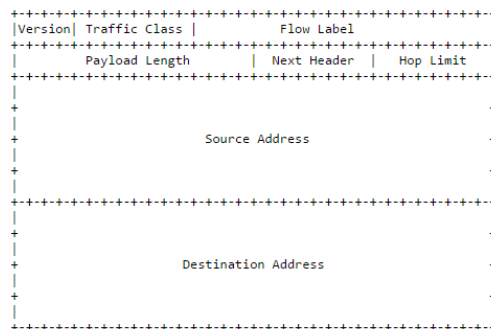 Version Traffic Class Flow Label
Payload Length Next Header Hop Limit
Source Address
Destination Address